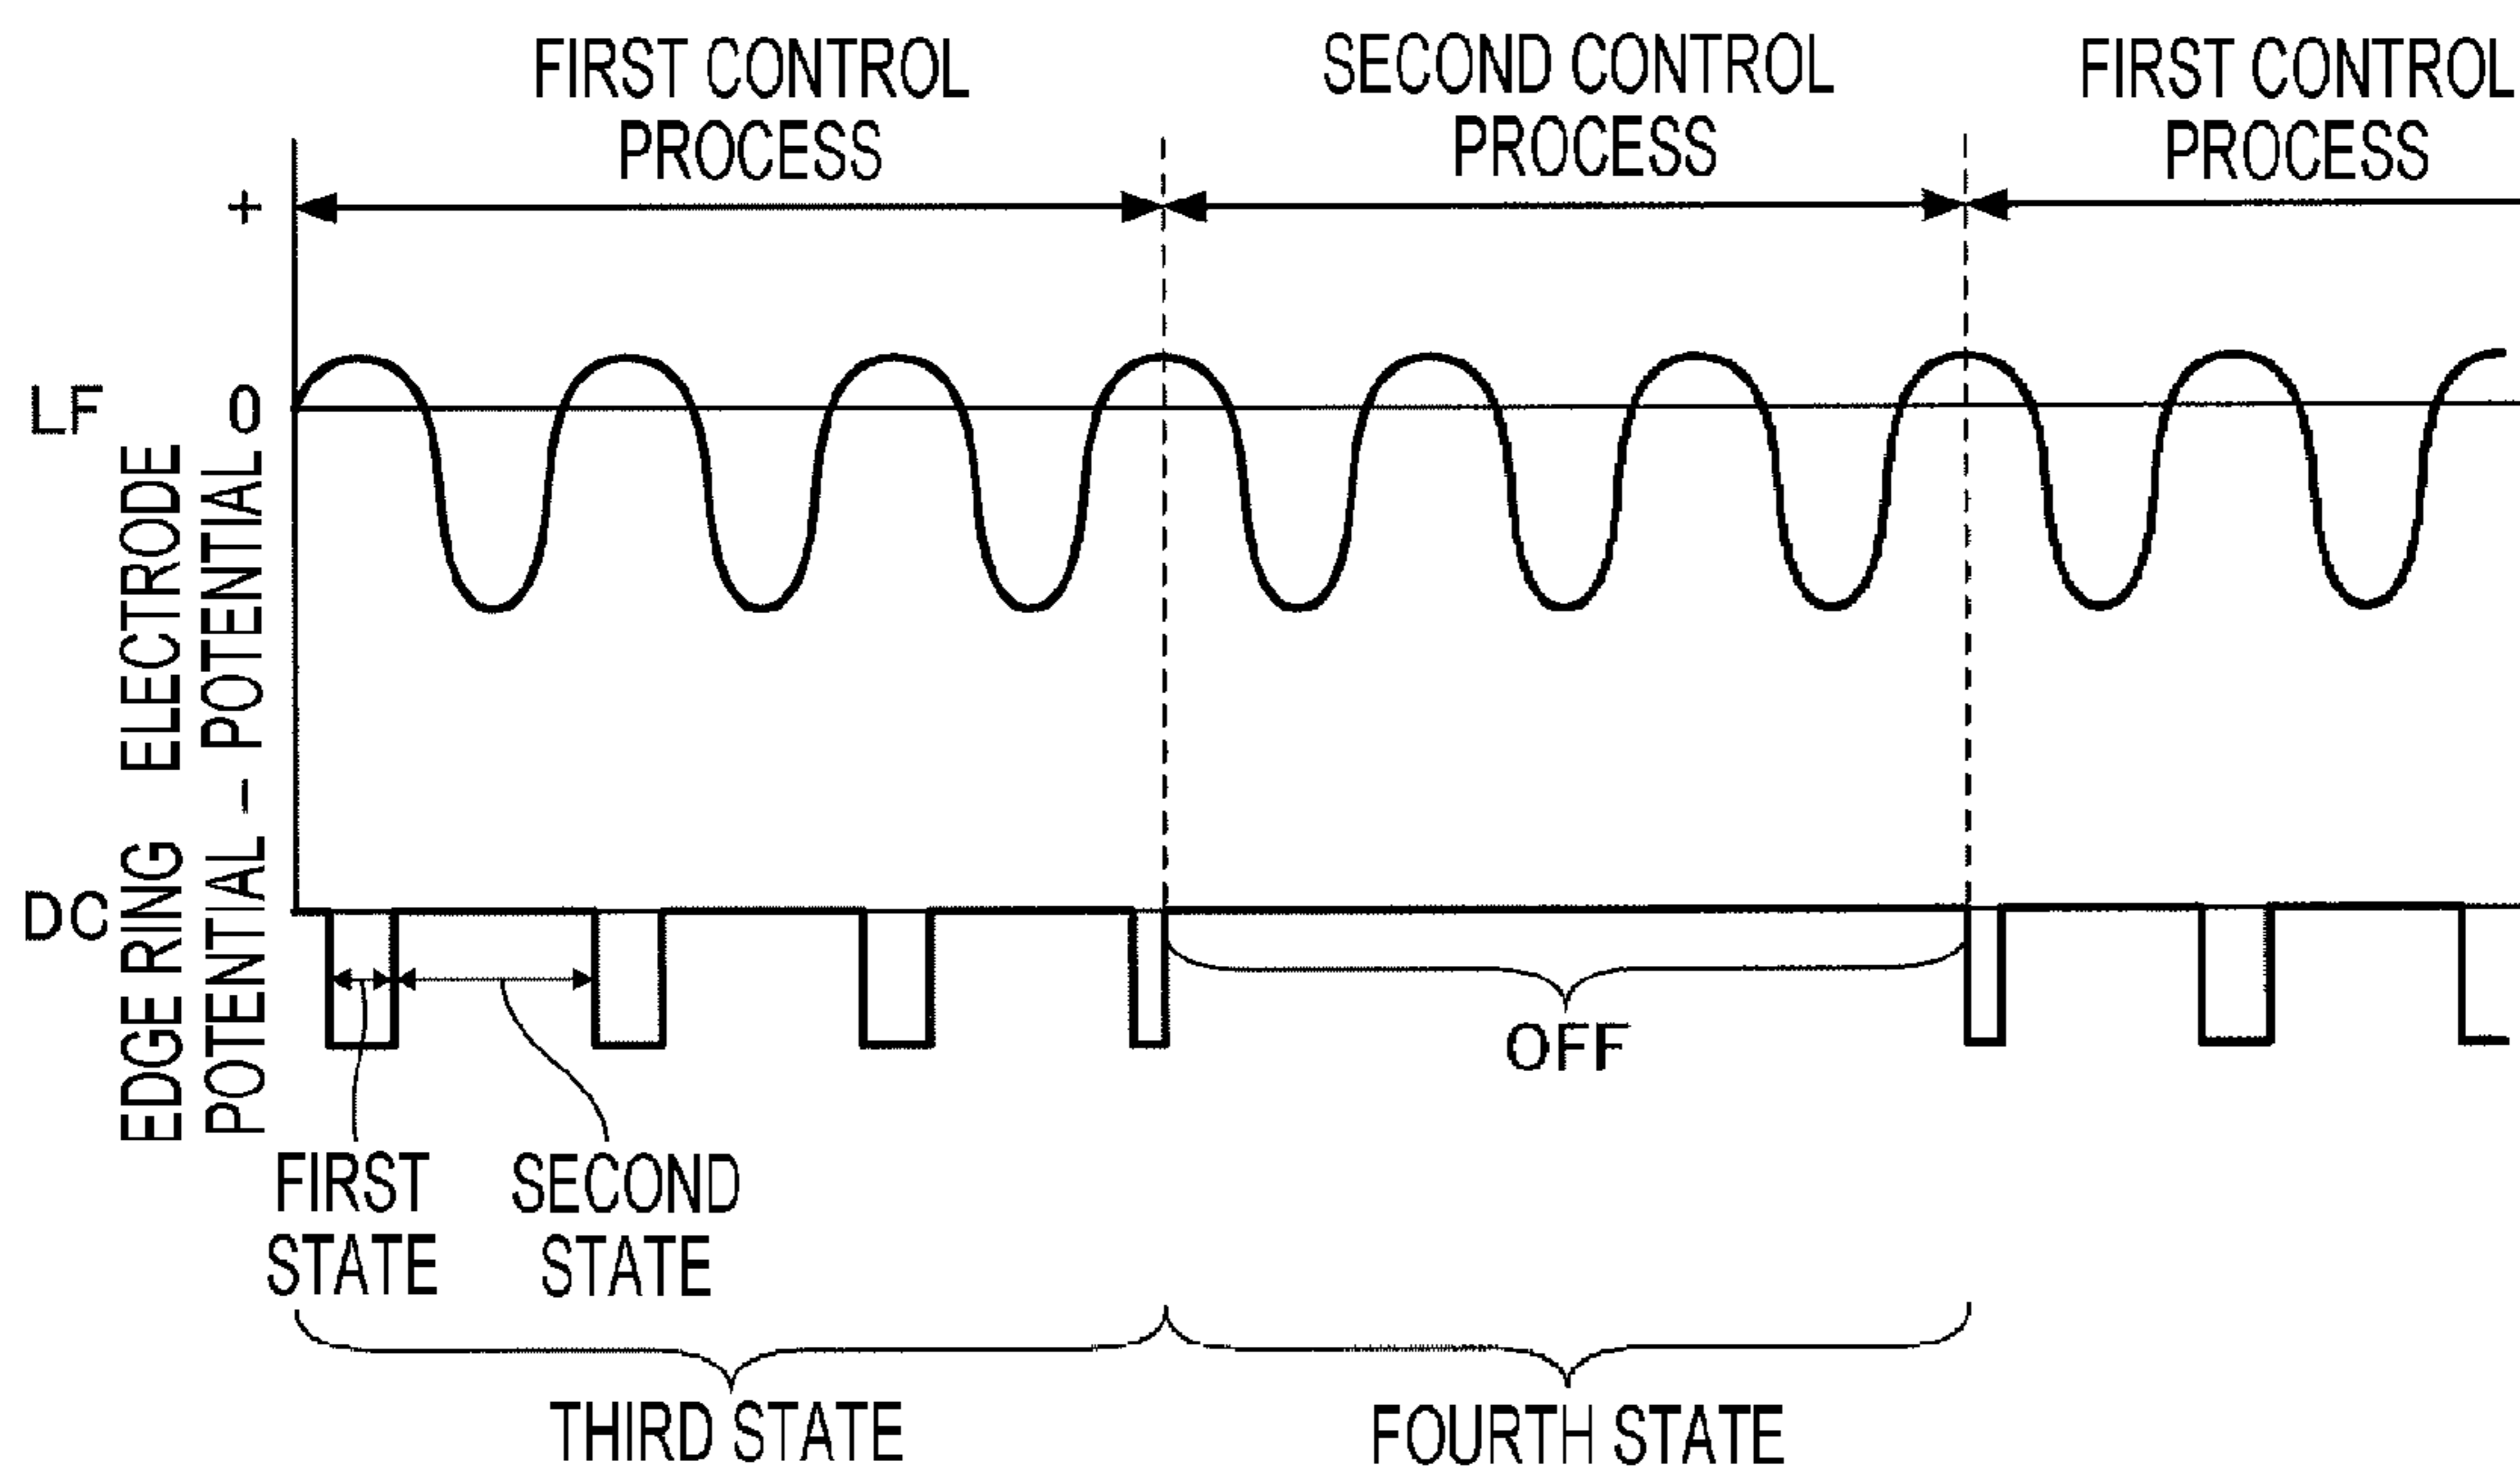 FIRST CONTROL
PROCESS
SECOND CONTROL
PROCESS
FIRST CONTROL
PROCESS
+
LF
0
ELECTRODE
POTENTIAL
–
DC
EDGE RING
POTENTIAL
OFF
FIRST
STATE
SECOND
STATE
THIRD STATE
FOURTH STATE